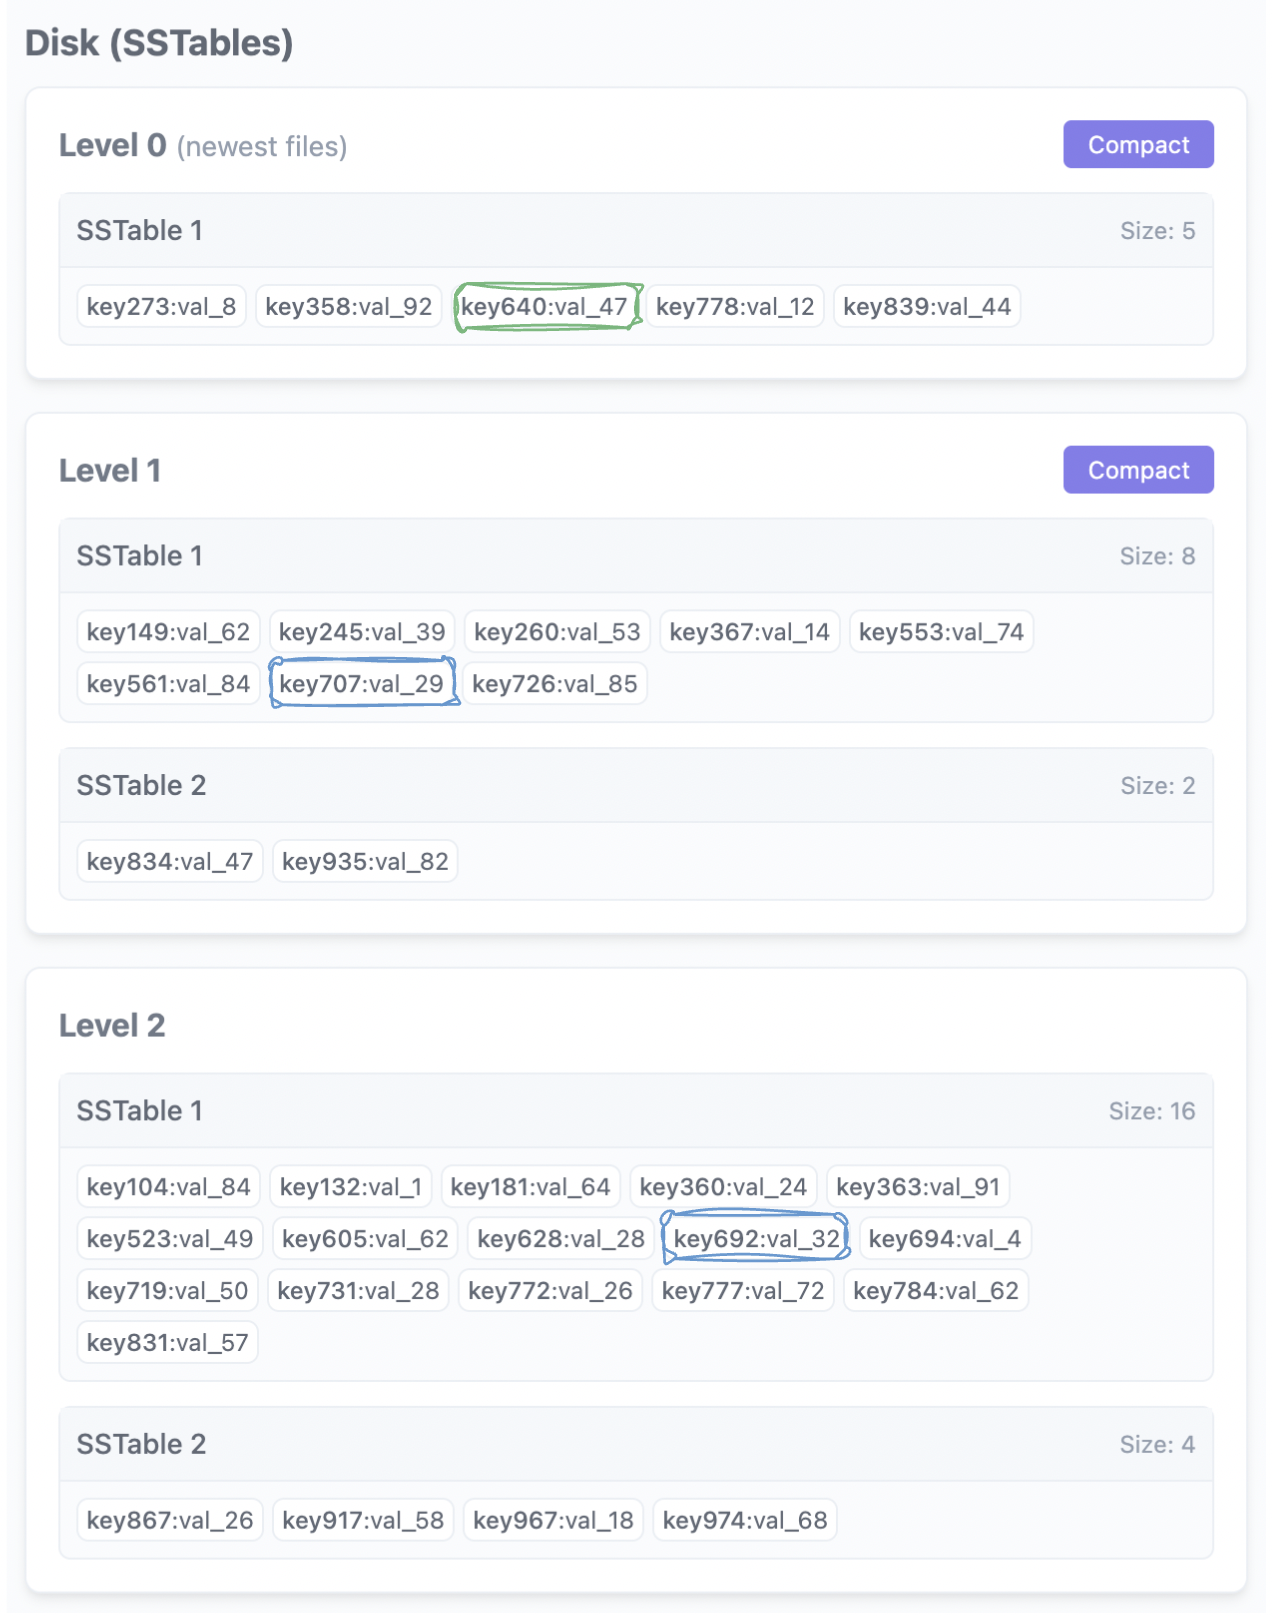 Disk (SSTables)
Level 0 (newest files) Compact
SSTable 1 Size: 5
key273:val_8 key358:val_92 key640:val_47 key778:val_12 key839:val_44
Level 1 Compact
SSTable 1 Size: 8
key149:val_62 key245:val_39 key260:val_53 key367:val_14 key553:val_74
key561:val_84 key707:val_29 key726:val_85
SSTable 2 Size: 2
key834:val_47 key935:val_82
Level 2
SSTable 1 Size: 16
key104:val_84 key132:val_1 key181:val_64 key360:val_24 key363:val_91
key523:val_49 key605:val_62 key628:val_28 key692:val_32 key694:val_4
key719:val_50 key731:val_28 key772:val_26 key777:val_72 key784:val_62
key831:val_57
SSTable 2 Size: 4
key867:val_26 key917:val_58 key967:val_18 key974:val_68